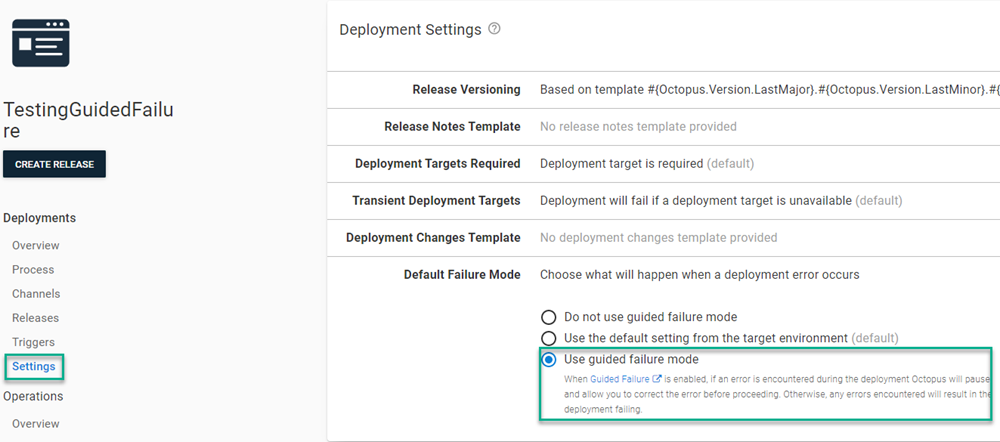 TestingGuidedFailu
re
CREATE RELEASE
Deployments
Overview
Process
Channels
Releases
Triggers
Settings
Operations
Overview
Deployment Settings ?
Release Versioning Based on template #{Octopus.Version.LastMajor}.#{Octopus.Version.LastMinor}.#{
Release Notes Template No release notes template provided
Deployment Targets Required Deployment target is required (default)
Transient Deployment Targets Deployment will fail if a deployment target is unavailable (default)
Deployment Changes Template No deployment changes template provided
Default Failure Mode Choose what will happen when a deployment error occurs
Do not use guided failure mode
Use the default setting from the target environment (default)
Use guided failure mode
When Guided Failure is enabled, if an error is encountered during the deployment Octopus will pause
and allow you to correct the error before proceeding. Otherwise, any errors encountered will result in the
deployment failing.